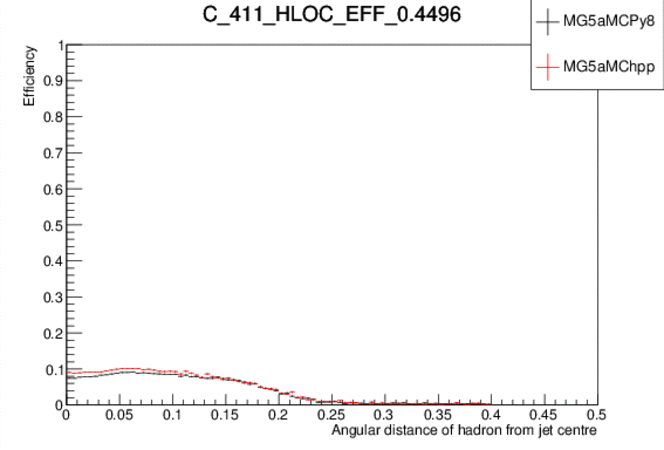 C_411_HLOC_EFF_0.4496
MG5aMCPy8
MG5aMChpp
Efficiency
1
0.9
0.8
0.7
0.6
0.5
0.4
0.3
0.2
0.1
0
0 0.05 0.1 0.15 0.2 0.25 0.3 0.35 0.4 0.45 0.5
Angular distance of hadron from jet centre